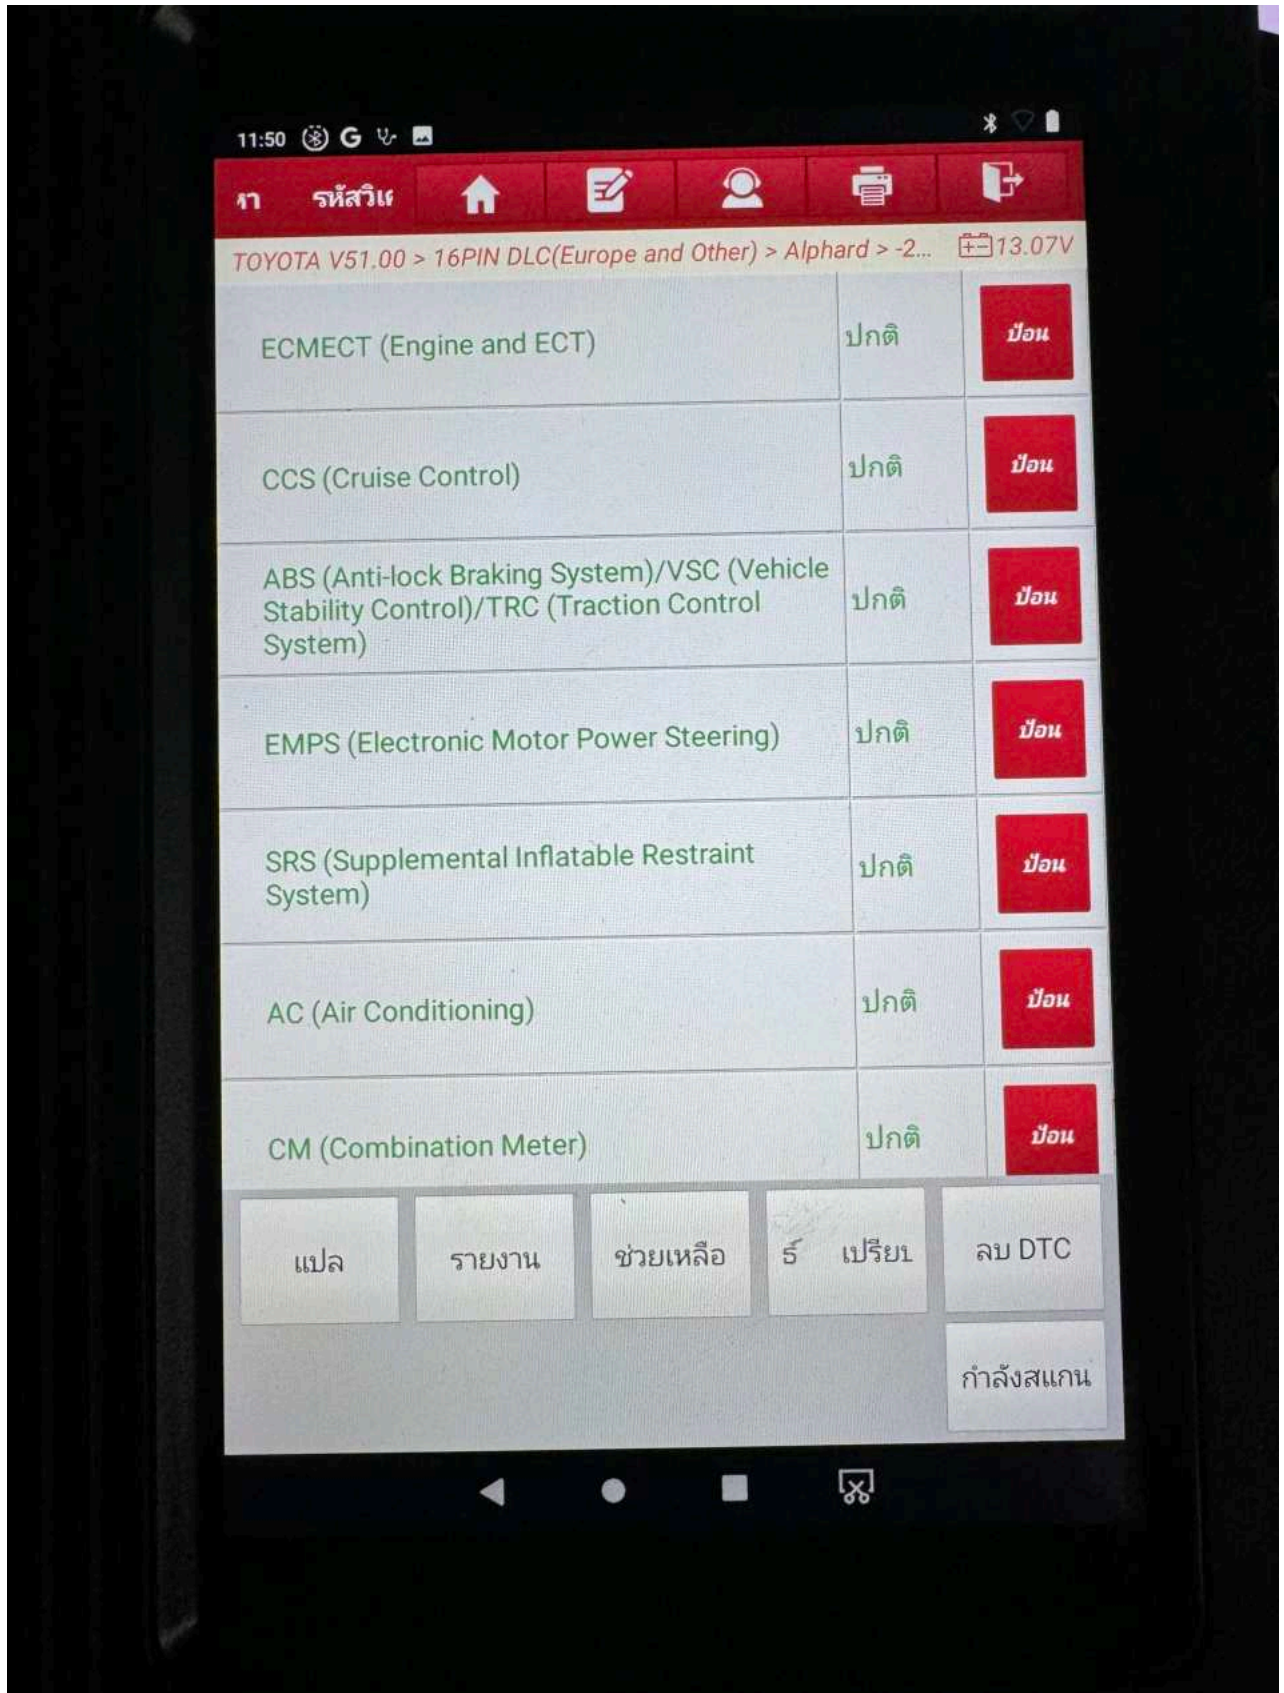 11:50 G
รหัสวิเ
TOYOTA V51.00 > 16PIN DLC(Europe and Other) > Alphard > -2... 13.07V
ECMECT (Engine and ECT) ปกติ ป้อน
CCS (Cruise Control) ปกติ ป้อน
ABS (Anti-lock Braking System)/VSC (Vehicle
Stability Control)/TRC (Traction Control
System) ปกติ ป้อน
EMPS (Electronic Motor Power Steering) ปกติ ป้อน
SRS (Supplemental Inflatable Restraint
System) ปกติ ป้อน
AC (Air Conditioning) ปกติ ป้อน
CM (Combination Meter) ปกติ ป้อน
แปล รายงาน ช่วยเหลือ ธ์ เปรียบ ลบ DTC
กำลังสแกน